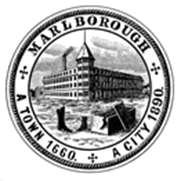 MARLBOROUGH
A TOWN 1660.
A CITY 1890.